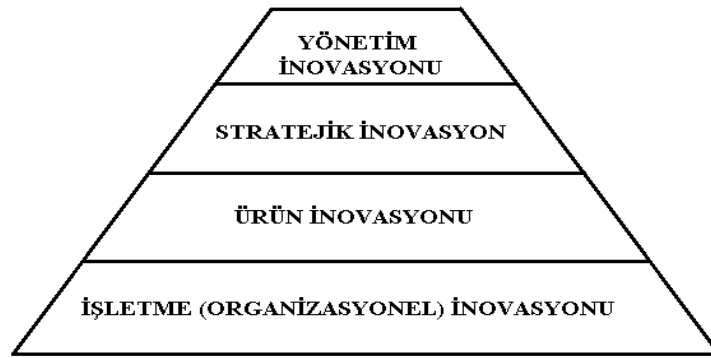 YÖNETİM
İNOVASYONU
STRATEJİK İNOVASYON
ÜRÜN İNOVASYONU
İŞLETME (ORGANİZASYONEL) İNOVASYONU